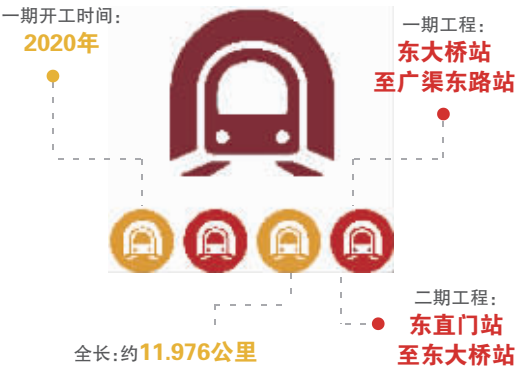 一期开工时间:
2020年
一期工程:
东大桥站
至广渠东路站
二期工程:
东直门站
至东大桥站
全长:约11.976公里